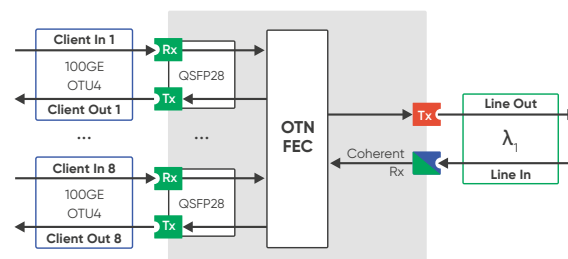 Client In 1
Rx
100GE
OTU4
QSFP28
Client Out 1
Tx
...
...
OTN
FEC
Tx
Line Out
λ1
Coherent
Rx
Line In
Client In 8
Rx
100GE
OTU4
QSFP28
Client Out 8
Tx